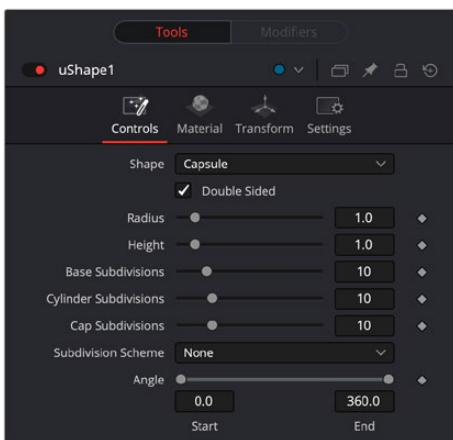 Tools Modifiers
uShape1
Controls Material Transform Settings
Shape Capsule
Double Sided
Radius 1.0
Height 1.0
Base Subdivisions 10
Cylinder Subdivisions 10
Cap Subdivisions 10
Subdivision Scheme None
Angle
0.0 360.0
Start End